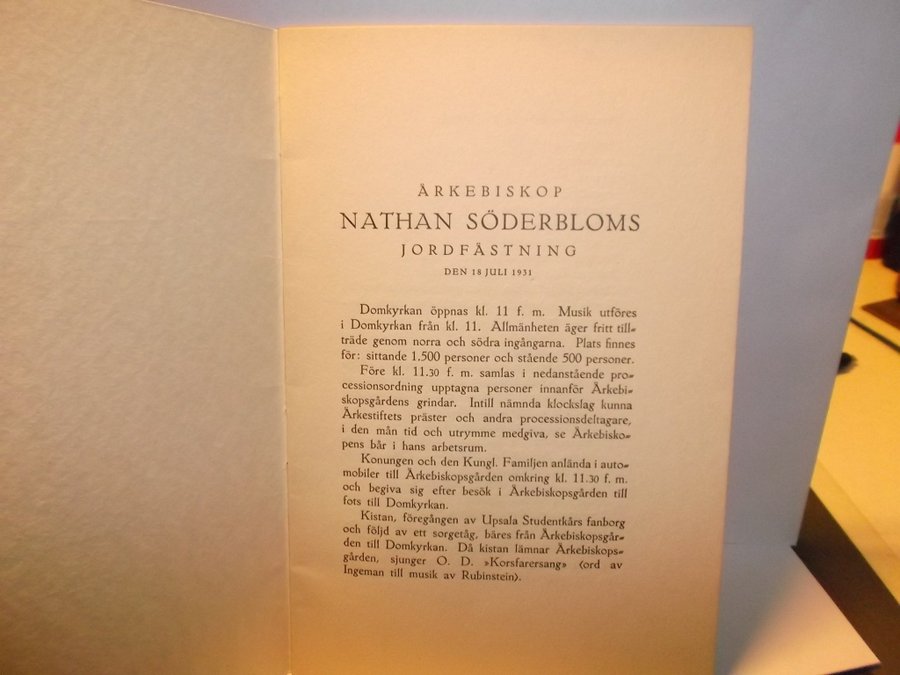 ÄRKEBISKOP
NATHAN SÖDERBLOMS
JORDFÄSTNING
DEN 18 JULI 1931
Domkyrkan öppnas kl. 11 f. m. Musik utföres
i Domkyrkan från kl. 11. Allmänheten äger fritt till-
träde genom norra och södra ingångarna. Plats finnes
för: sittande 1.500 personer och stående 500 personer.
Före kl. 11.30 f. m. samlas i nedanstående pro-
cessionsordning upptagna personer innanför Ärkebi-
skopsgårdens grindar. Intill nämnda klockslag kunna
Ärkestiftets präster och andra processionsdeltagare,
i den mån tid och utrymme medgiva, se Ärkebisko-
pens bår i hans arbetsrum.
Konungen och den Kungl. Familjen anlända i auto-
mobiler till Ärkebiskopsgården omkring kl. 11.30 f. m.
och begiva sig efter besök i Ärkebiskopsgården till
fots till Domkyrkan.
Kistan, föregången av Upsala Studentkårs fanborg
och följd av ett sorgetåg, bäres från Ärkebiskopsgår-
den till Domkyrkan. Då kistan lämnar Ärkebiskops-
gården, sjunger O. D. »Korsfarersang» (ord av
Ingeman till musik av Rubinstein).